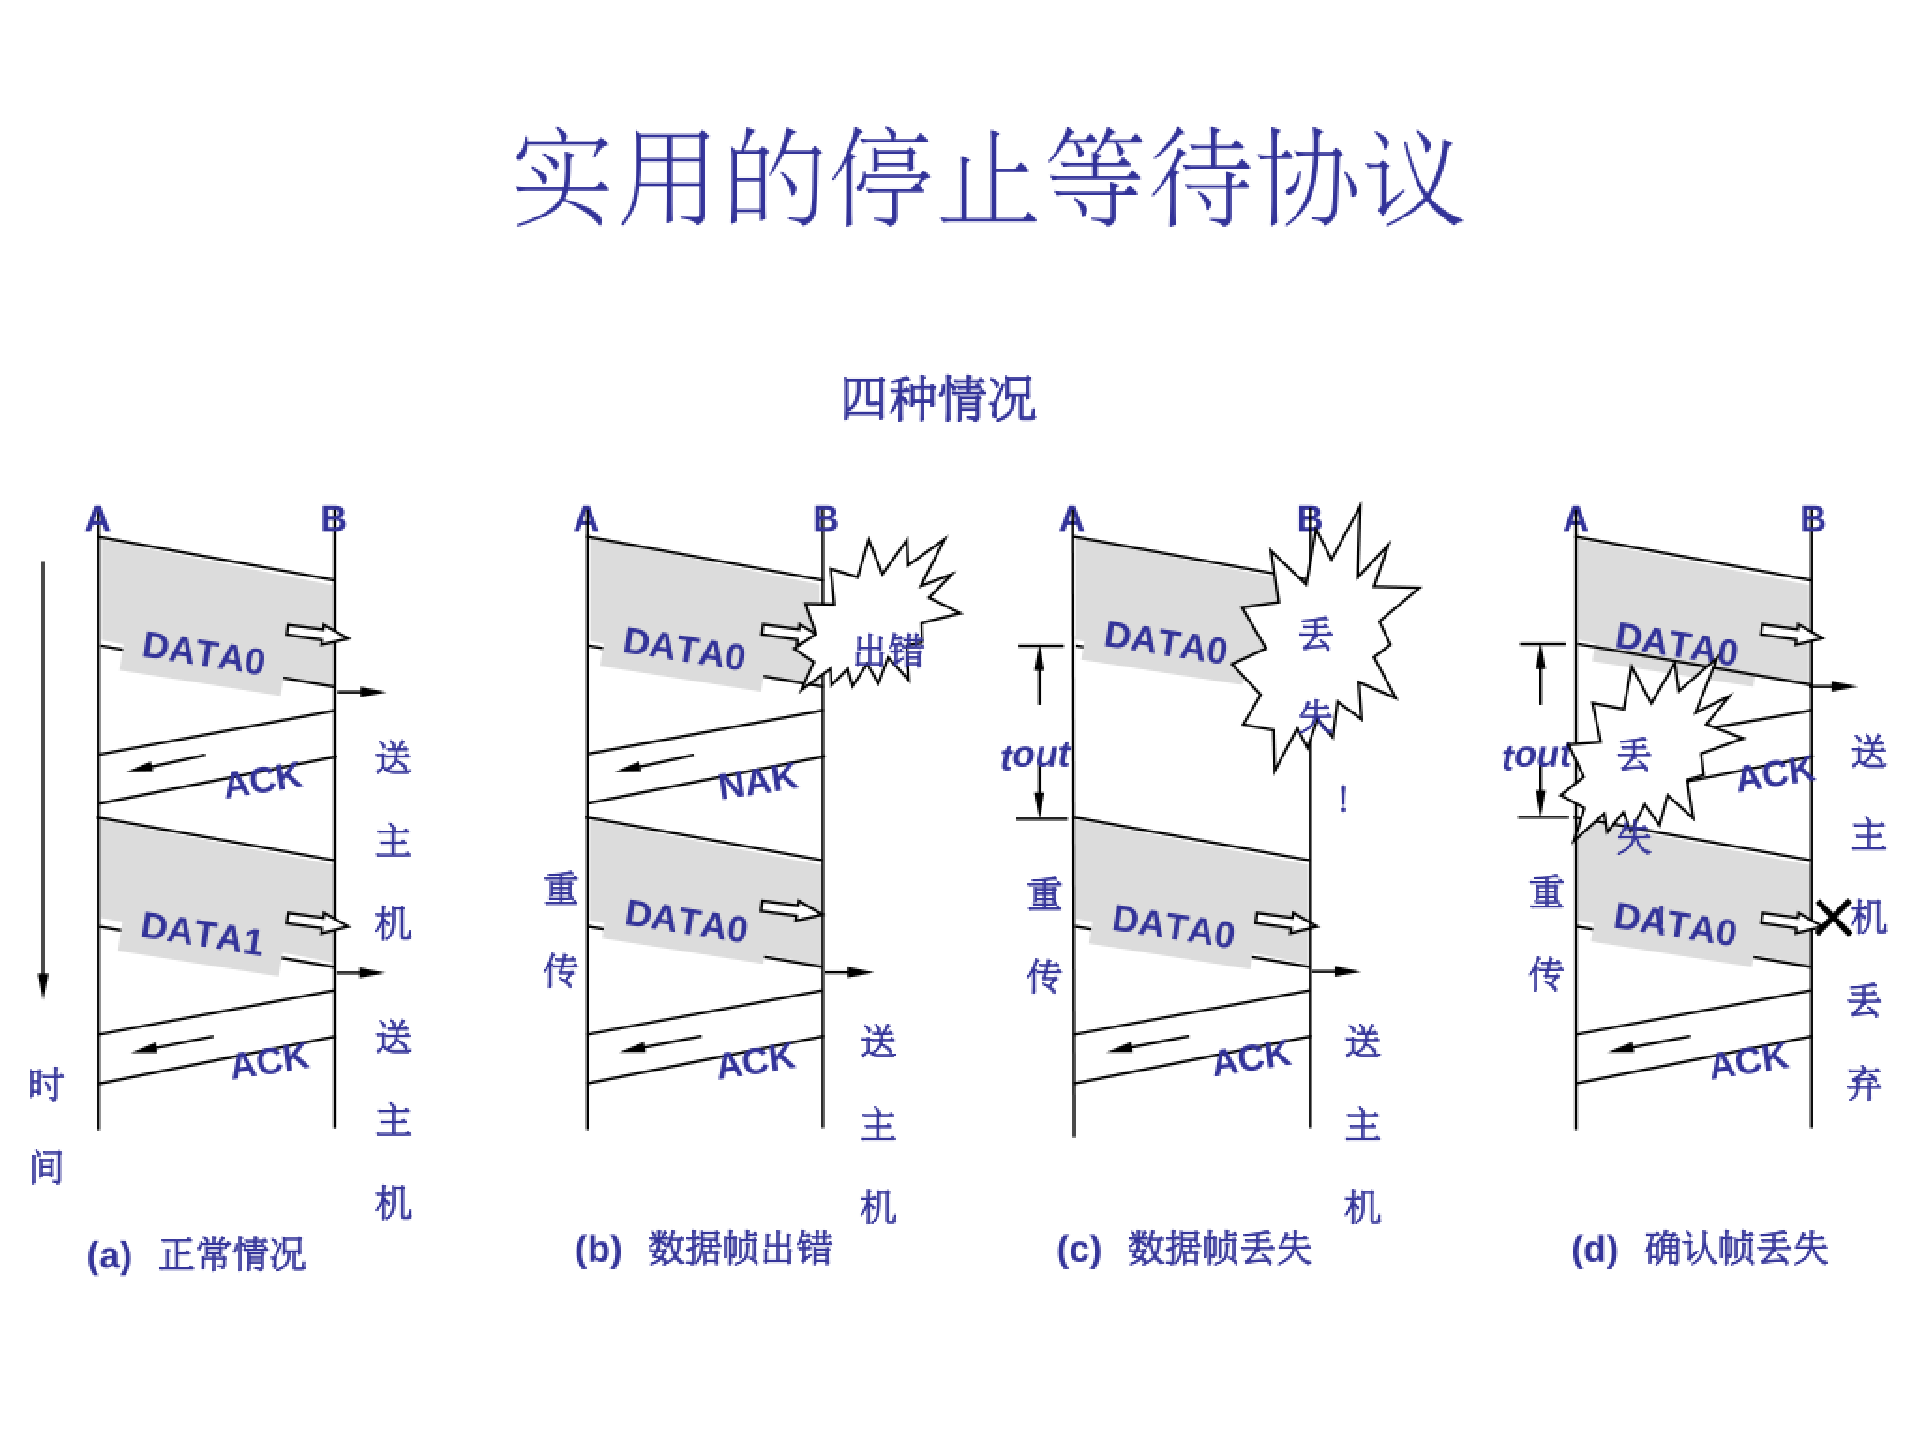 实用的停止等待协议
四种情况
A
B
DATA0
送主机
ACK
DATA1
送主机
ACK
时间
(a) 正常情况
A
B
DATA0
出错
NAK
重传
DATA0
送主机
ACK
(b) 数据帧出错
A
B
DATA0
丢失!
tout
重传
DATA0
送主机
ACK
(c) 数据帧丢失
A
B
DATA0
送主机
丢失
tout
ACK
重传
DATA0
丢弃
ACK
(d) 确认帧丢失